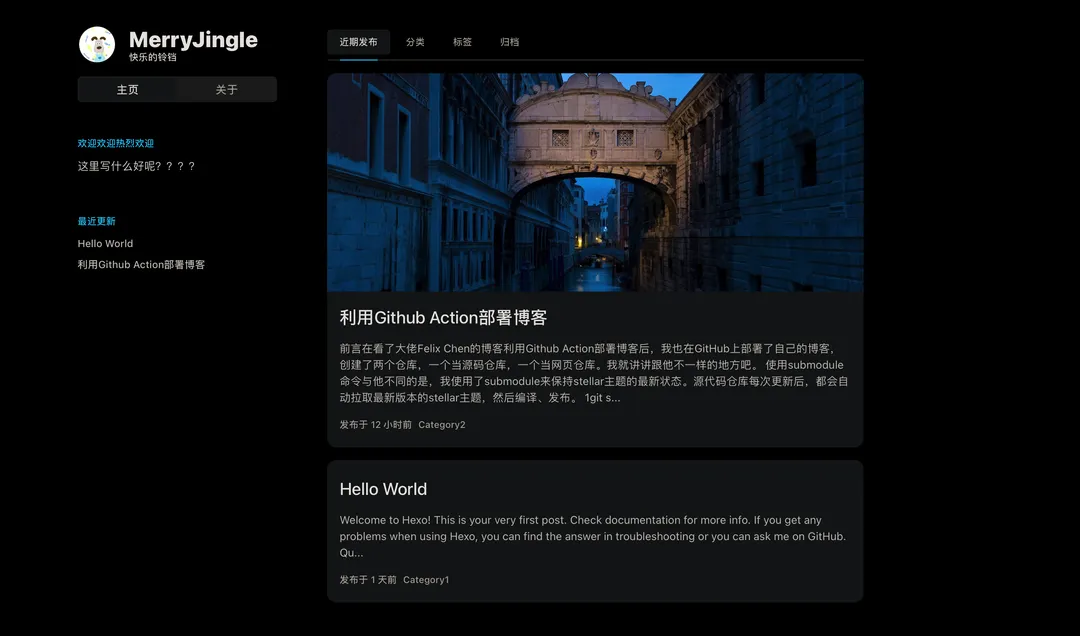 MerryJingle
快乐的铃铛
主页 关于
欢迎欢迎热烈欢迎
这里写什么好呢？？？？
最近更新
Hello World
利用Github Action部署博客
近期发布 分类 标签 归档
利用Github Action部署博客
前言在看了大佬Felix Chen的博客利用Github Action部署博客后，我也在GitHub上部署了自己的博客，
创建了两个仓库，一个当源码仓库，一个当网页仓库。我就讲讲跟他不一样的地方吧。 使用submodule
命令与他不同的是，我使用了submodule来保持stellar主题的最新状态。源代码仓库每次更新后，都会自
动拉取最新版本的stellar主题，然后编译、发布。 1git s...
发布于 12 小时前 Category2
Hello World
Welcome to Hexo! This is your very first post. Check documentation for more info. If you get any
problems when using Hexo, you can find the answer in troubleshooting or you can ask me on GitHub.
Qu...
发布于 1 天前 Category1